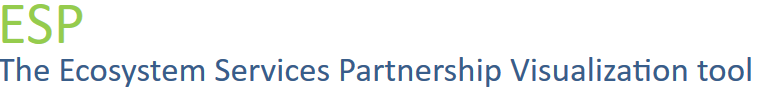 ESP
The Ecosystem Services Partnership Visualization tool